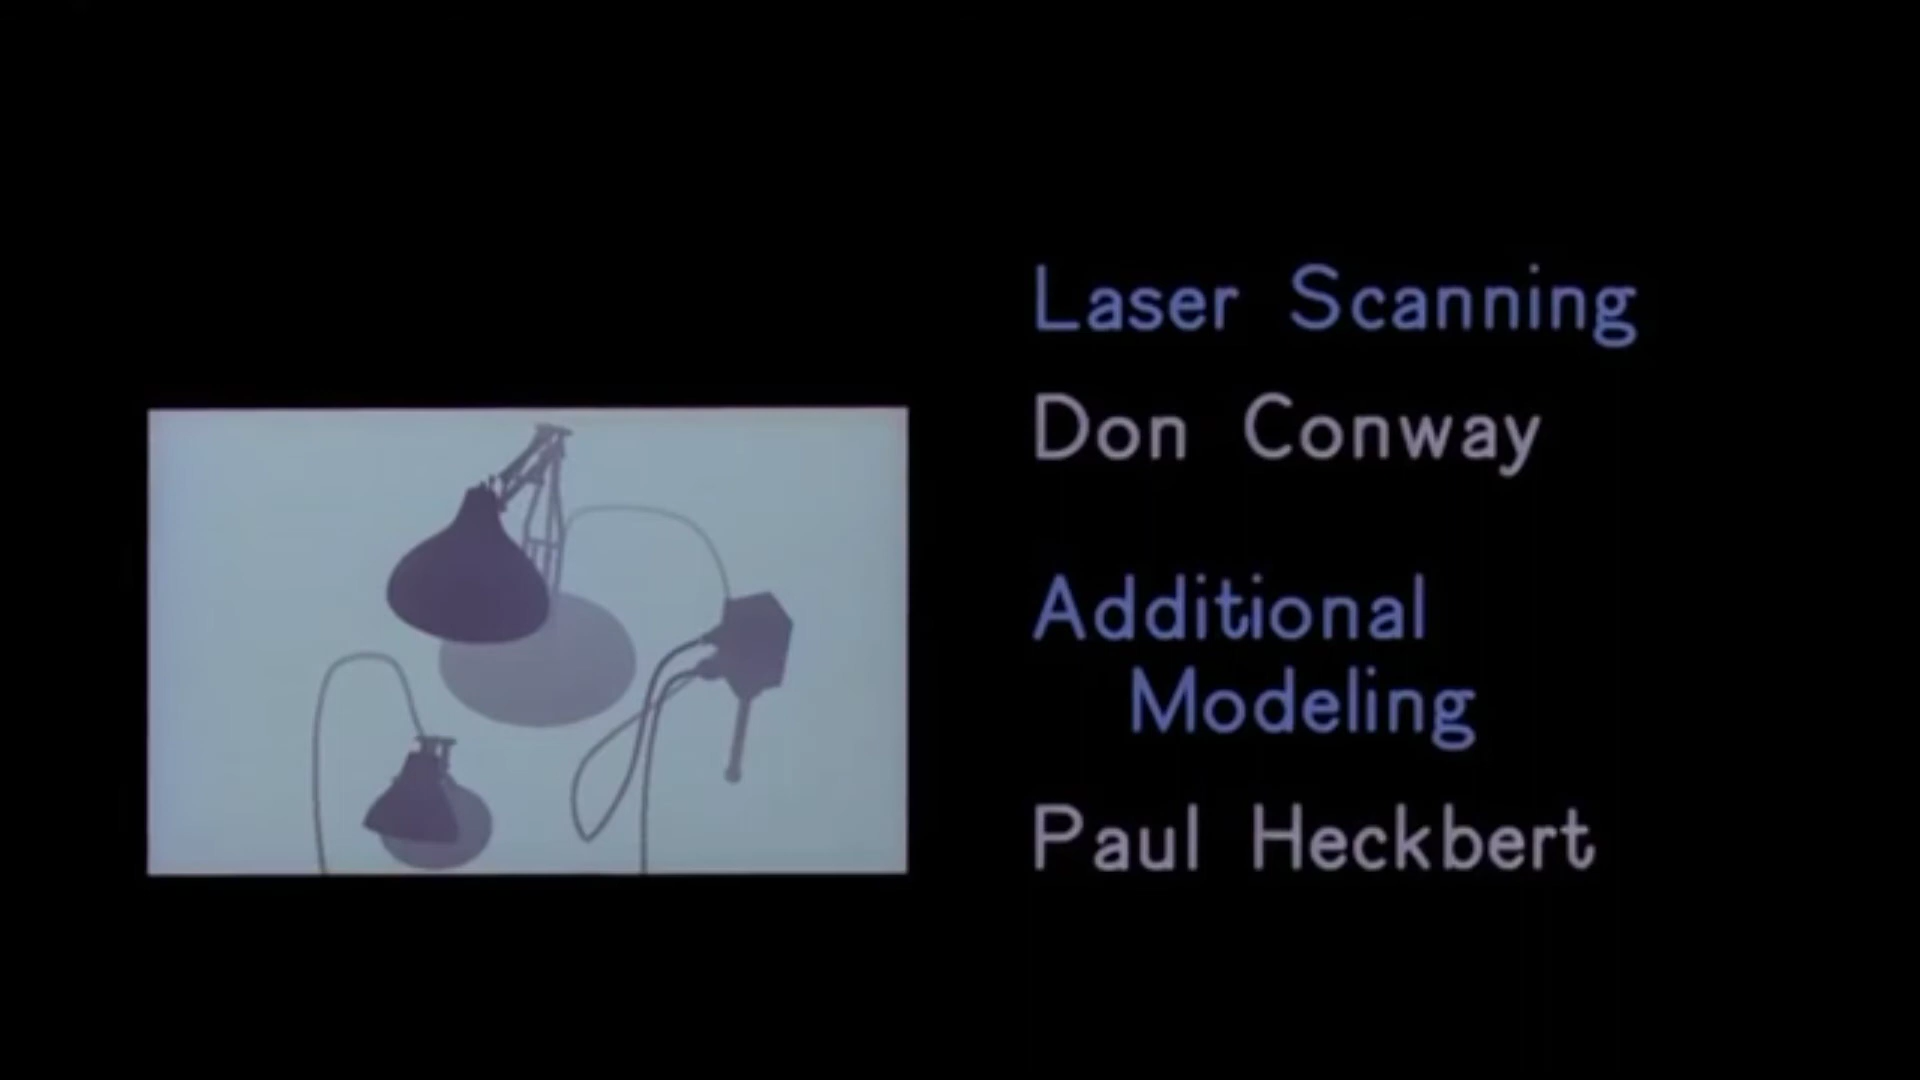 Laser Scanning
Don Conway
Additional
Modeling
Paul Heckbert